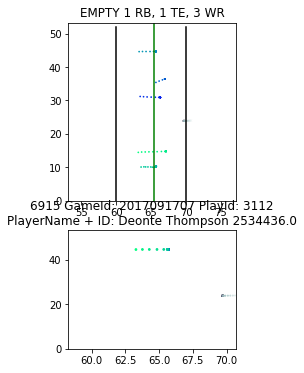 EMPTY 1 RB, 1 TE, 3 WR
50
40
30
20
10
0
55 60 65 70 75
6915 GameId: 2017091707 PlayId: 3112
PlayerName + ID: Deonte Thompson 2534436.0
40
20
0
60.0 62.5 65.0 67.5 70.0